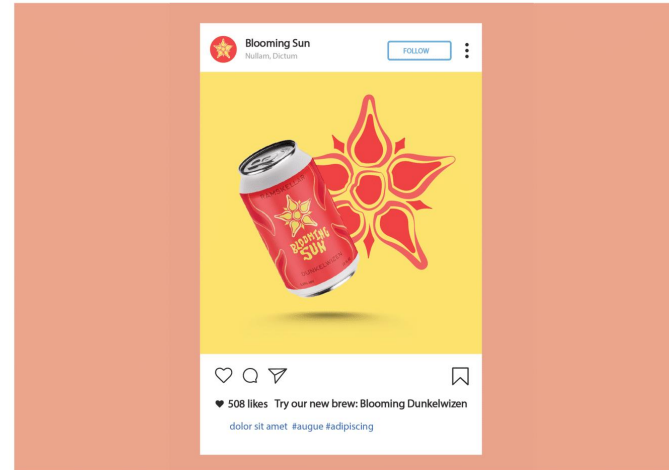 Blooming Sun
Nullam, Dictum
FOLLOW
BLOOMING
SUN
DUNKELWIZEN
508 likes Try our new brew: Blooming Dunkelwizen
dolor sit amet #augue #adipiscing